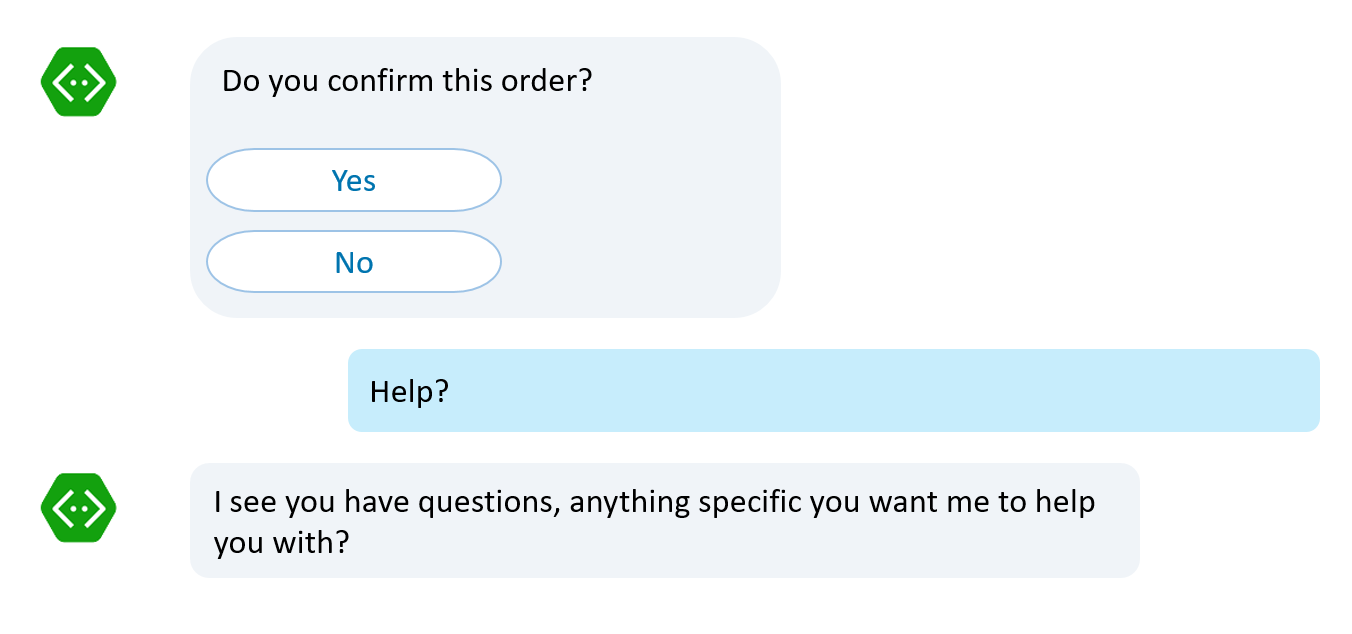 Do you confirm this order?
Yes
No
Help?
I see you have questions, anything specific you want me to help
you with?